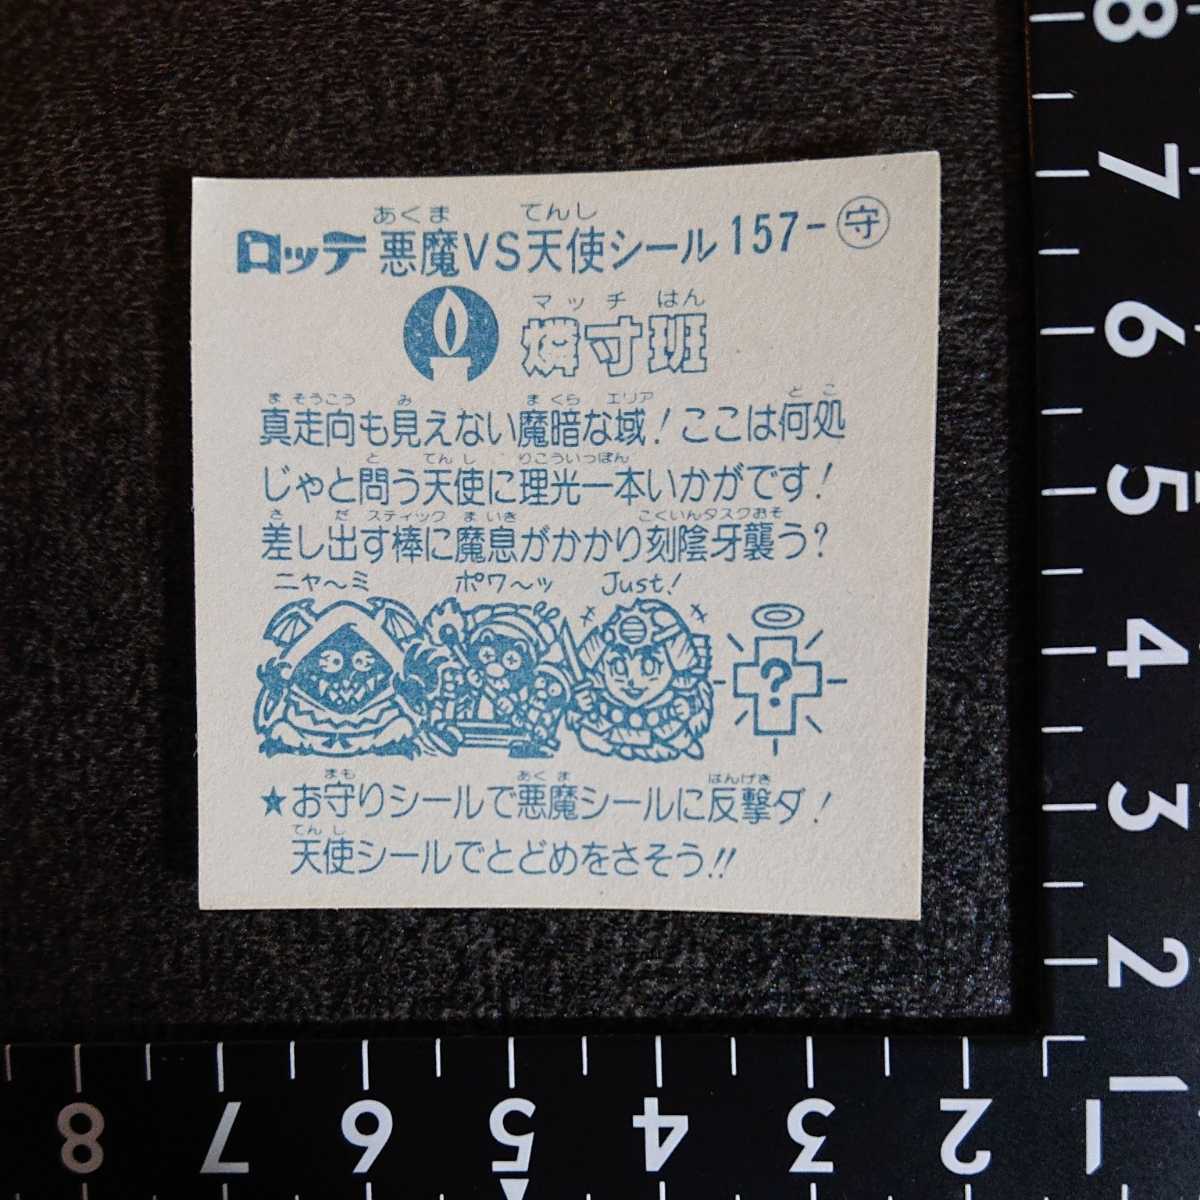 あくま てんし
ロッテ 悪魔VS天使シール 157-守
マッチ はん
燐寸班
まそうこう み まくら エリア どこ
真走向も見えない魔暗な域!ここは何処
と てんし りこういっぽん
じゃと問う天使に理光一本いかがです!
さ だ スティック まいき こくいんタスクおそ
差し出す棒に魔息がかかり刻陰牙襲う?
ニャ〜ミ ポワ〜ッ Just!
?
まも あくま はんげき
★お守りシールで悪魔シールに反撃ダ!
てんし
天使シールでとどめをさそう!!
8
7
6
5
4
3
2
1
8 7 6 5 4 3 2 1